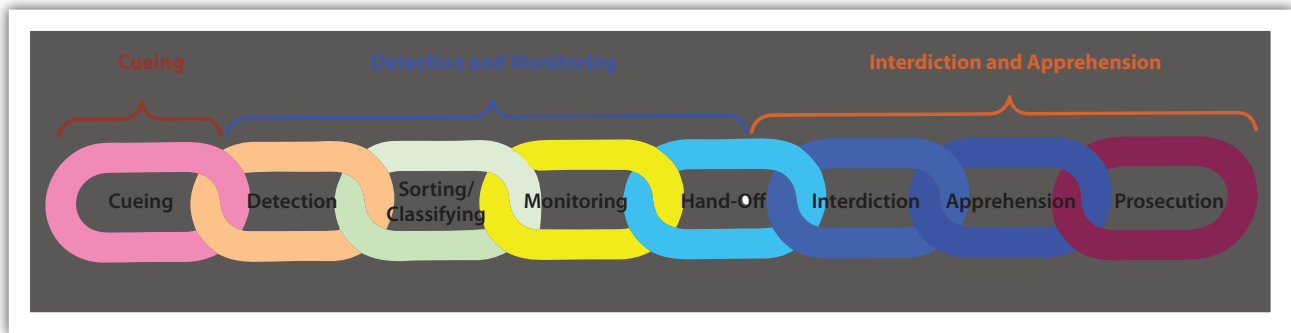 Cueing
Detection and Monitoring
Interdiction and Apprehension
Cueing
Detection
Sorting/
Classifying
Monitoring
Hand-Off
Interdiction
Apprehension
Prosecution